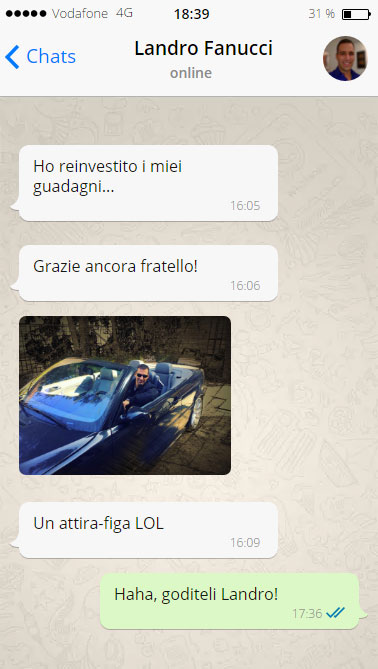 Vodafone 4G 18:39 31 %
Chats Landro Fanucci
online
Ho reinvestito i miei
guadagni...
16:05
Grazie ancora fratello!
16:06
Un attira-figa LOL
16:09
Haha, goditeli Landro!
17:36